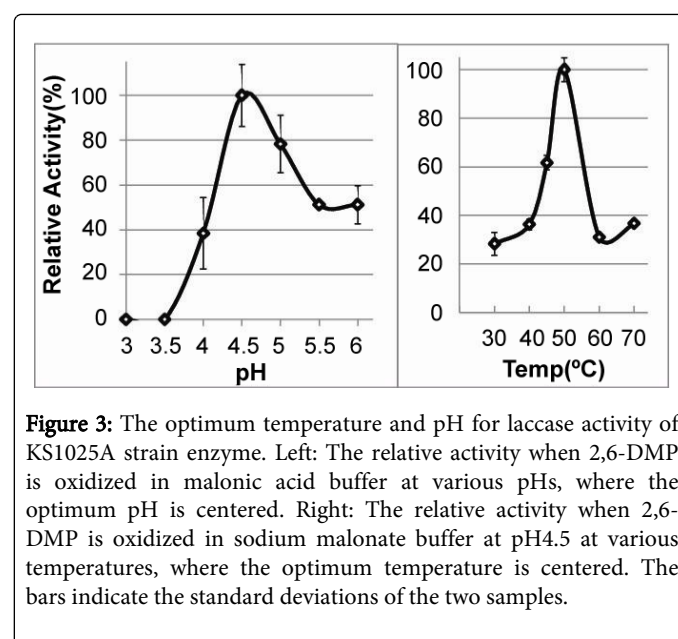 Relative Activity(%)
100
80
60
40
20
0
3 3.5 4 4.5 5 5.5 6
pH
100
80
60
40
20
0
30 40 50 60 70
Temp(ºC)
Figure 3: The optimum temperature and pH for laccase activity of
KS1025A strain enzyme. Left: The relative activity when 2,6-DMP
is oxidized in malonic acid buffer at various pHs, where the
optimum pH is centered. Right: The relative activity when 2,6-
DMP is oxidized in sodium malonate buffer at pH4.5 at various
temperatures, where the optimum temperature is centered. The
bars indicate the standard deviations of the two samples.